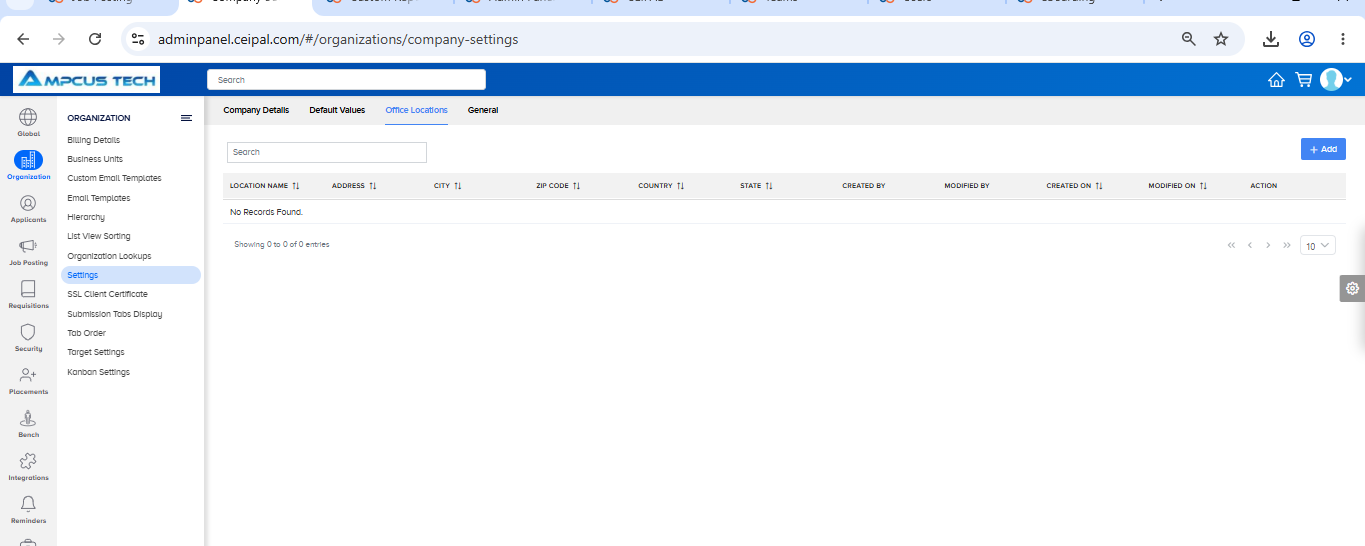 adminpanel.ceipal.com/#/organizations/company-settings
AMPCUS TECH
Search
Company Details Default Values Office Locations General
Global
Organization
Applicants
Job Posting
Requisitions
Security
Placements
Bench
Integrations
Reminders
ORGANIZATION
Billing Details
Business Units
Custom Email Templates
Email Templates
Hierarchy
List View Sorting
Organization Lookups
Settings
SSL Client Certificate
Submission Tabs Display
Tab Order
Target Settings
Kanban Settings
Search
+ Add
LOCATION NAME ADDRESS CITY ZIP CODE COUNTRY STATE CREATED BY MODIFIED BY CREATED ON MODIFIED ON ACTION
No Records Found.
Showing 0 to 0 of 0 entries
10